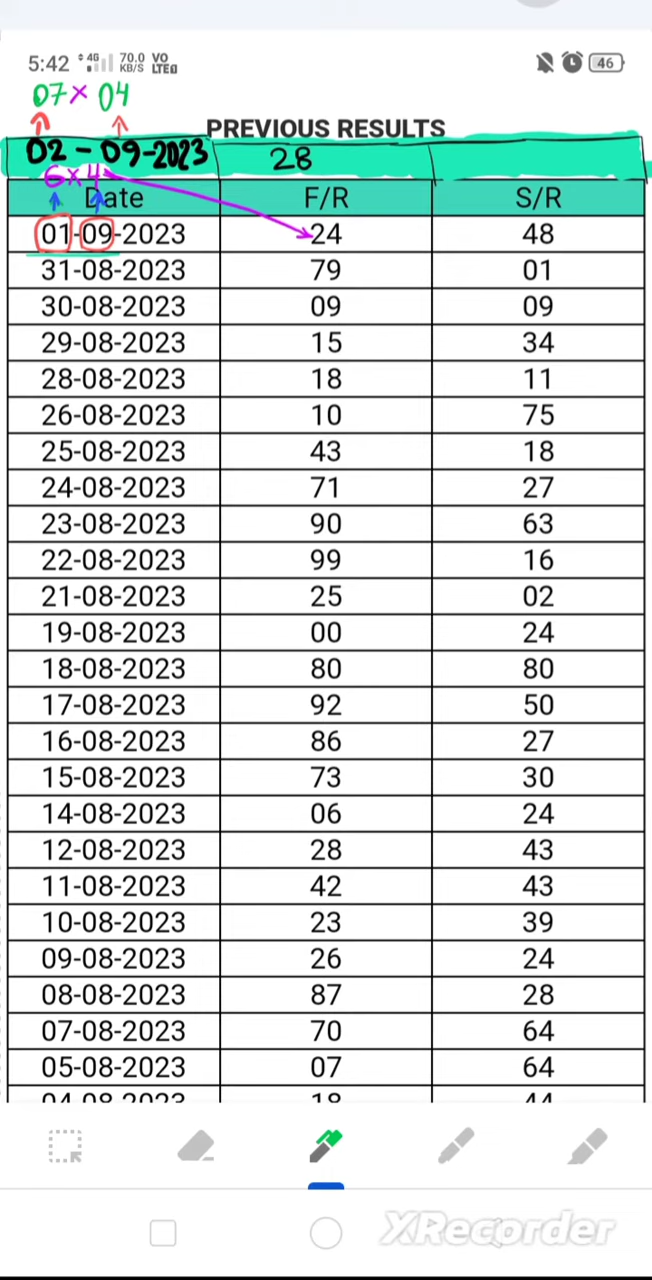 5:42 4G 70.0 KB/S VO LTE 46
07 × 04
PREVIOUS RESULTS
02 - 09-2023 28
6 × 4
Date F/R S/R
01-09-2023 24 48
31-08-2023 79 01
30-08-2023 09 09
29-08-2023 15 34
28-08-2023 18 11
26-08-2023 10 75
25-08-2023 43 18
24-08-2023 71 27
23-08-2023 90 63
22-08-2023 99 16
21-08-2023 25 02
19-08-2023 00 24
18-08-2023 80 80
17-08-2023 92 50
16-08-2023 86 27
15-08-2023 73 30
14-08-2023 06 24
12-08-2023 28 43
11-08-2023 42 43
10-08-2023 23 39
09-08-2023 26 24
08-08-2023 87 28
07-08-2023 70 64
05-08-2023 07 64
04-08-2023 18 44
XRecorder